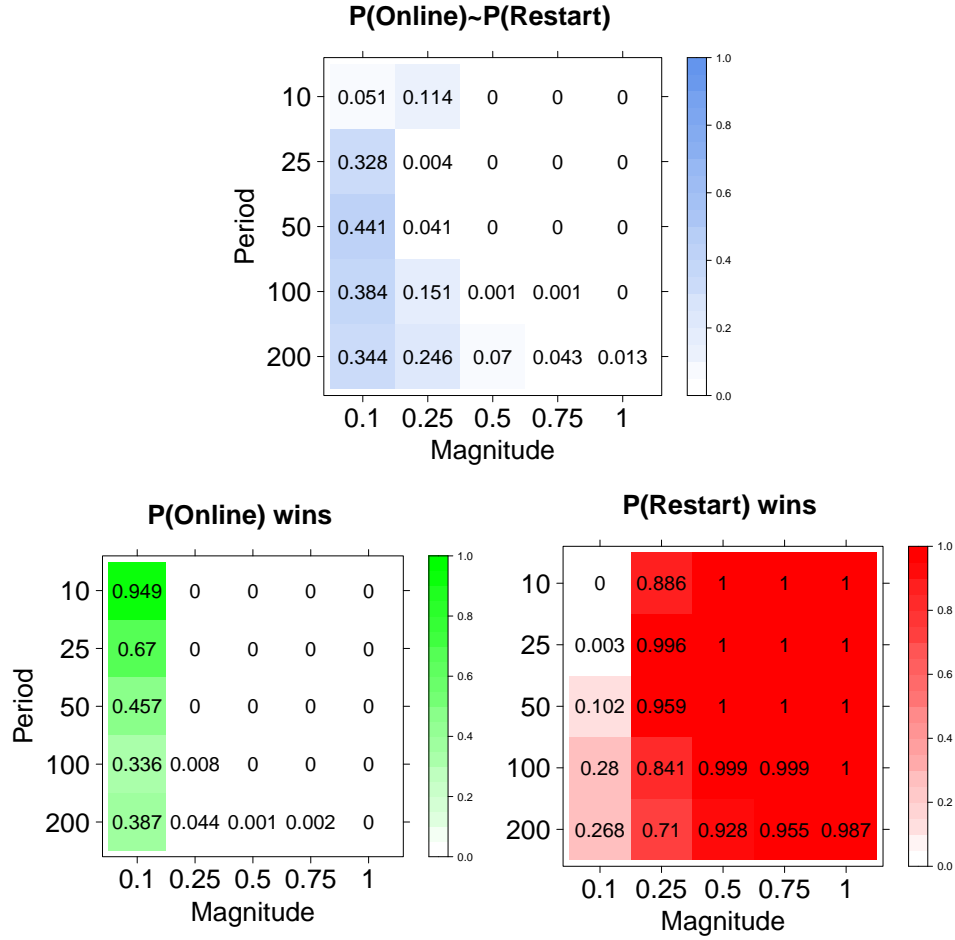 P(Online)~P(Restart)
Period
10 0.051 0.114 0 0 0
25 0.328 0.004 0 0 0
50 0.441 0.041 0 0 0
100 0.384 0.151 0.001 0.001 0
200 0.344 0.246 0.07 0.043 0.013
0.1 0.25 0.5 0.75 1
Magnitude
1.0
0.8
0.6
0.4
0.2
0.0
P(Online) wins
Period
10 0.949 0 0 0 0
25 0.67 0 0 0 0
50 0.457 0 0 0 0
100 0.336 0.008 0 0 0
200 0.387 0.044 0.001 0.002 0
0.1 0.25 0.5 0.75 1
Magnitude
1.0
0.8
0.6
0.4
0.2
0.0
P(Restart) wins
10 0 0.886 1 1 1
25 0.003 0.996 1 1 1
50 0.102 0.959 1 1 1
100 0.28 0.841 0.999 0.999 1
200 0.268 0.71 0.928 0.955 0.987
0.1 0.25 0.5 0.75 1
Magnitude
1.0
0.8
0.6
0.4
0.2
0.0